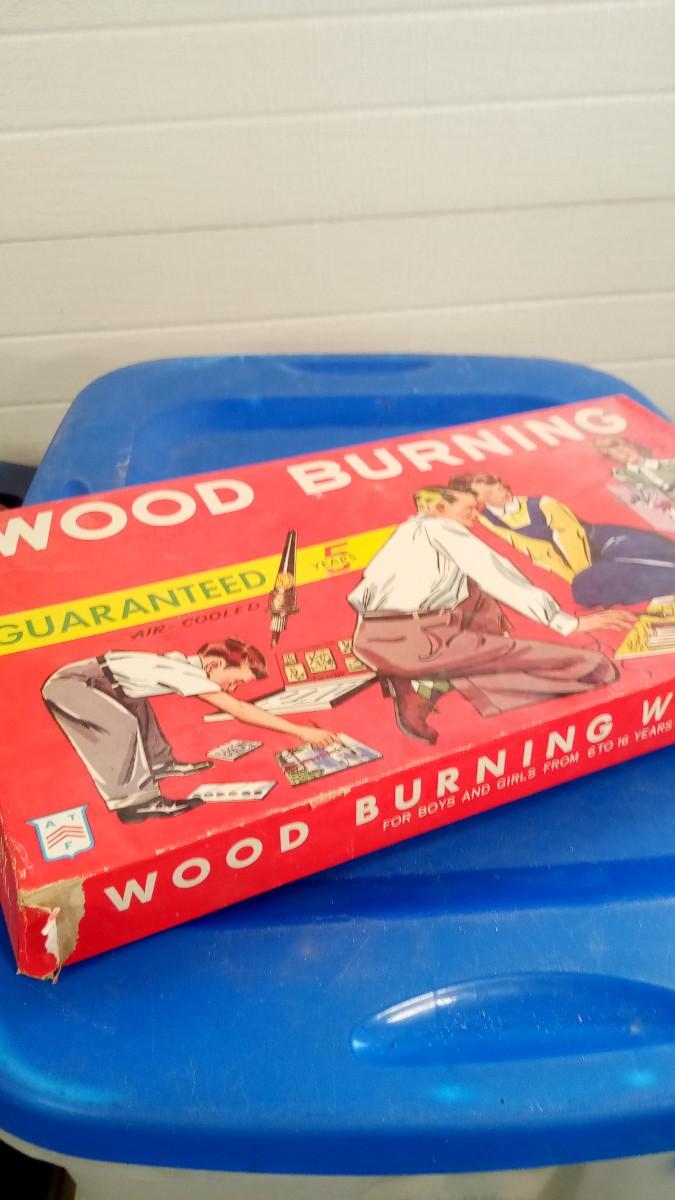 WOOD BURNING
GUARANTEED 5 YEARS
AIR-COOLED
A T F
WOOD BURNING W
FOR BOYS AND GIRLS FROM 6 TO 16 YEARS